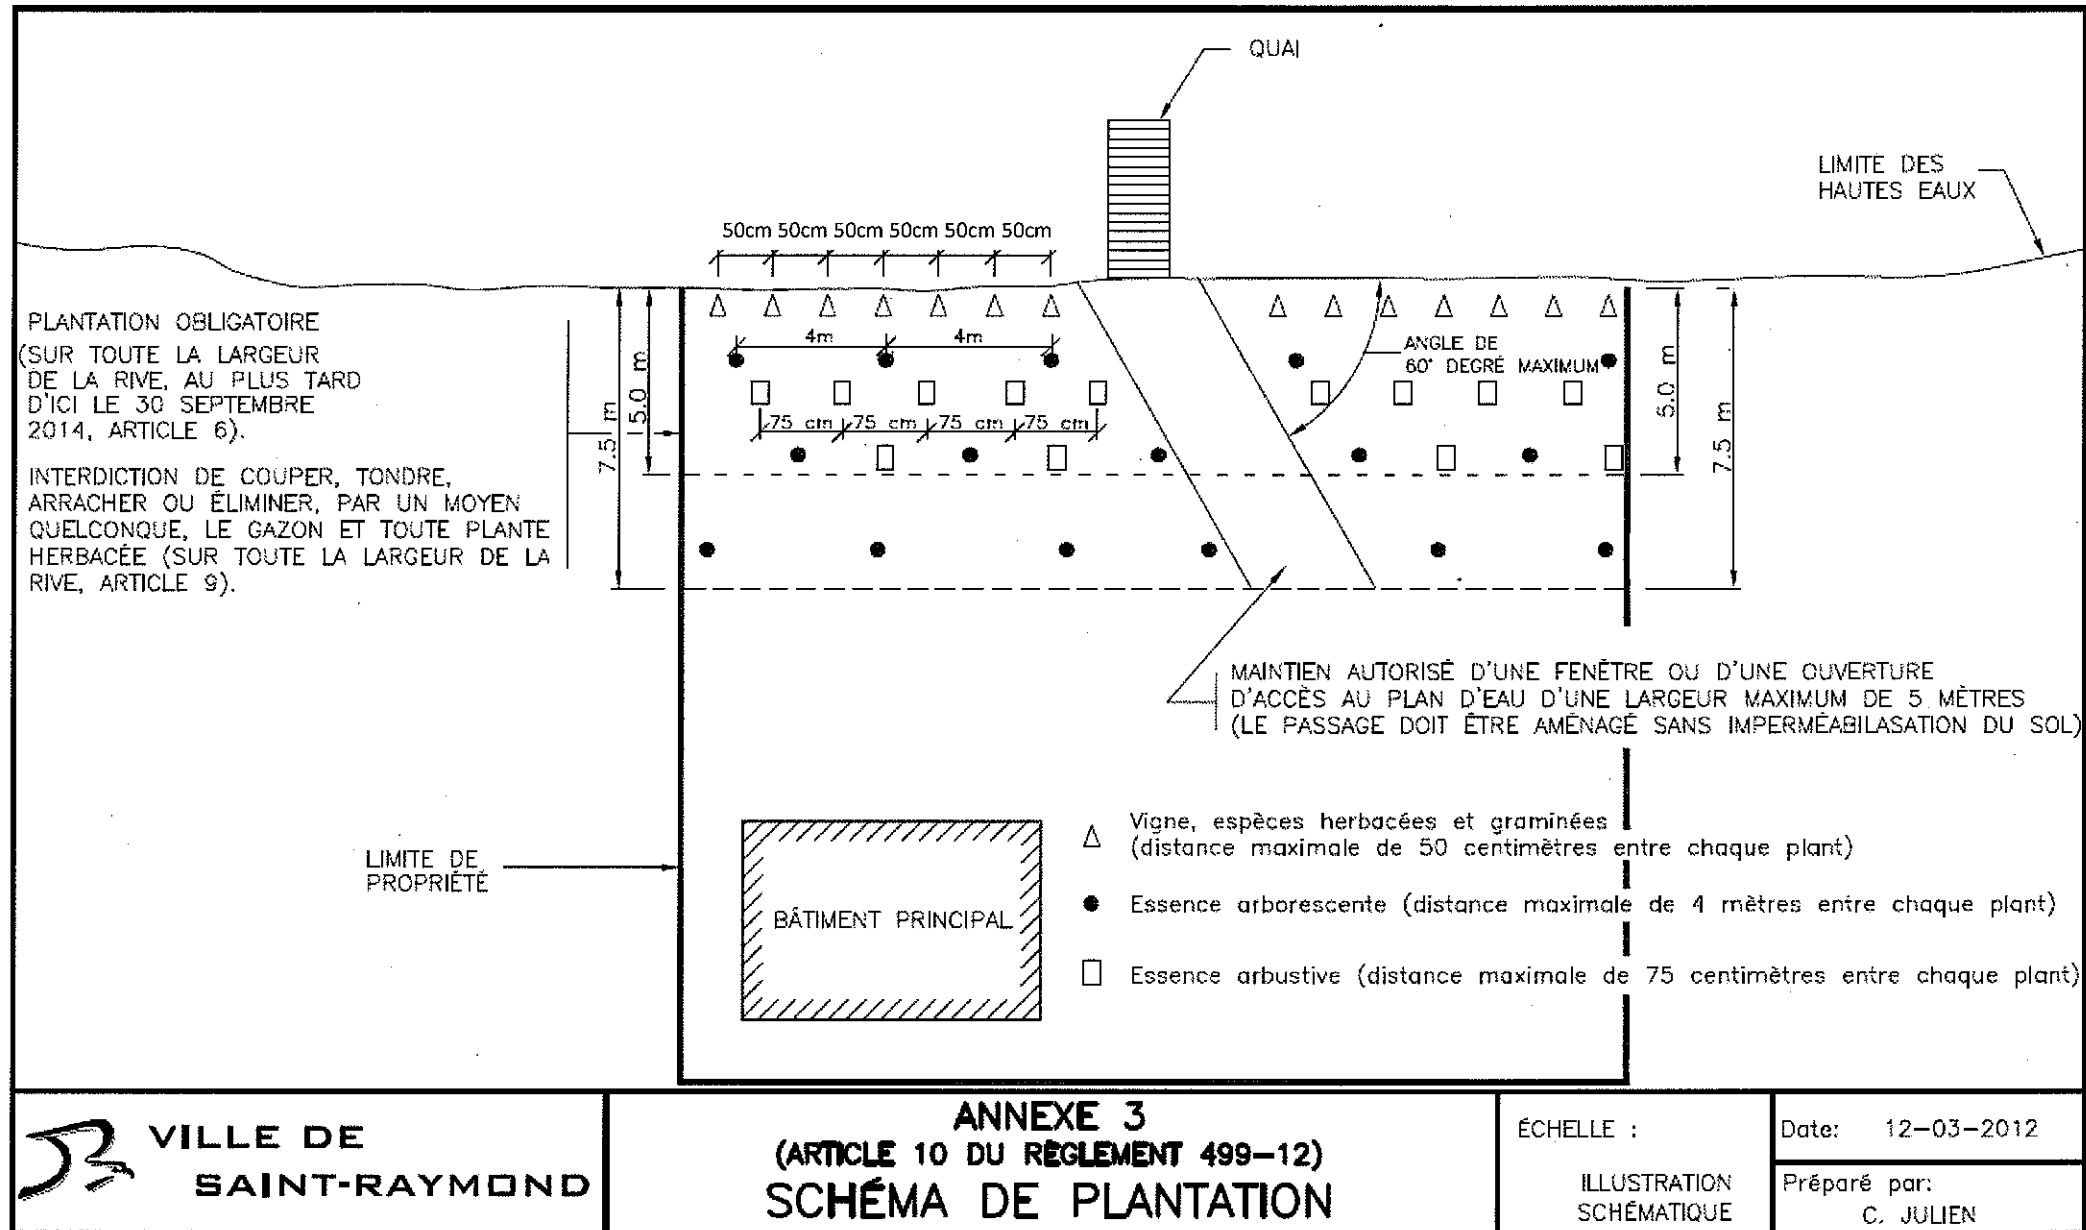 QUAI
LIMITE DES
HAUTES EAUX
50cm 50cm 50cm 50cm 50cm 50cm
PLANTATION OBLIGATOIRE
(SUR TOUTE LA LARGEUR
DE LA RIVE, AU PLUS TARD
D'ICI LE 30 SEPTEMBRE
2014, ARTICLE 6).
INTERDICTION DE COUPER, TONDRE,
ARRACHER OU ÉLIMINER, PAR UN MOYEN
QUELCONQUE, LE GAZON ET TOUTE PLANTE
HERBACÉE (SUR TOUTE LA LARGEUR DE LA
RIVE, ARTICLE 9).
7.5 m
5.0 m
4m 4m
75 cm 75 cm 75 cm 75 cm
ANGLE DE
60° DEGRÉ MAXIMUM
5.0 m
7.5 m
MAINTIEN AUTORISÉ D'UNE FENÊTRE OU D'UNE OUVERTURE
D'ACCÈS AU PLAN D'EAU D'UNE LARGEUR MAXIMUM DE 5 MÈTRES
(LE PASSAGE DOIT ÊTRE AMÉNAGÉ SANS IMPERMÉABILASATION DU SOL)
LIMITE DE
PROPRIÉTÉ
BÂTIMENT PRINCIPAL
Vigne, espèces herbacées et graminées
(distance maximale de 50 centimètres entre chaque plant)
Essence arborescente (distance maximale de 4 mètres entre chaque plant)
Essence arbustive (distance maximale de 75 centimètres entre chaque plant)
VILLE DE
SAINT-RAYMOND
ANNEXE 3
(ARTICLE 10 DU RÈGLEMENT 499-12)
SCHÉMA DE PLANTATION
ÉCHELLE :
ILLUSTRATION
SCHÉMATIQUE
Date: 12-03-2012
Préparé par:
C. JULIEN